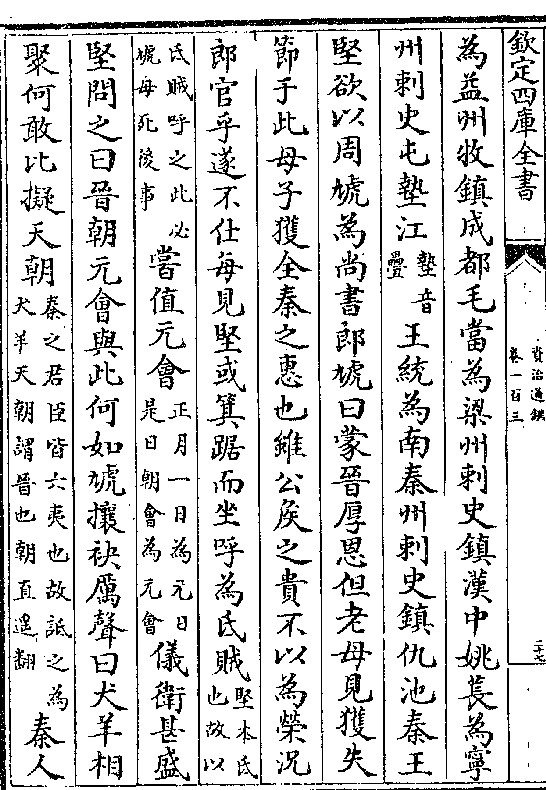 欽定四庫全書
資治通鑑
卷一百三
二十七
為益州牧鎮成都毛當為梁州刺史鎮漢中姚萇為寧
州刺史屯墊江墊音疊王統為南秦州刺史鎮仇池秦王
堅欲以周虓為尚書郎虓曰蒙晉厚恩但老母見獲失
節于此母子獲全秦之惠也雖公矦之貴不以為榮況
郎官乎遂不仕每見堅或箕踞而坐呼為氐賊堅本氐也故以
氐賊呼之此必虓母死後事嘗值元會正月一日為元日是日朝會為元會儀衛甚盛
堅問之曰晉朝元會與此何如虓攘袂厲聲曰犬羊相
聚何敢比擬天朝秦之君臣皆六夷也故詆之為犬羊天朝謂晉也朝直遥翻秦人